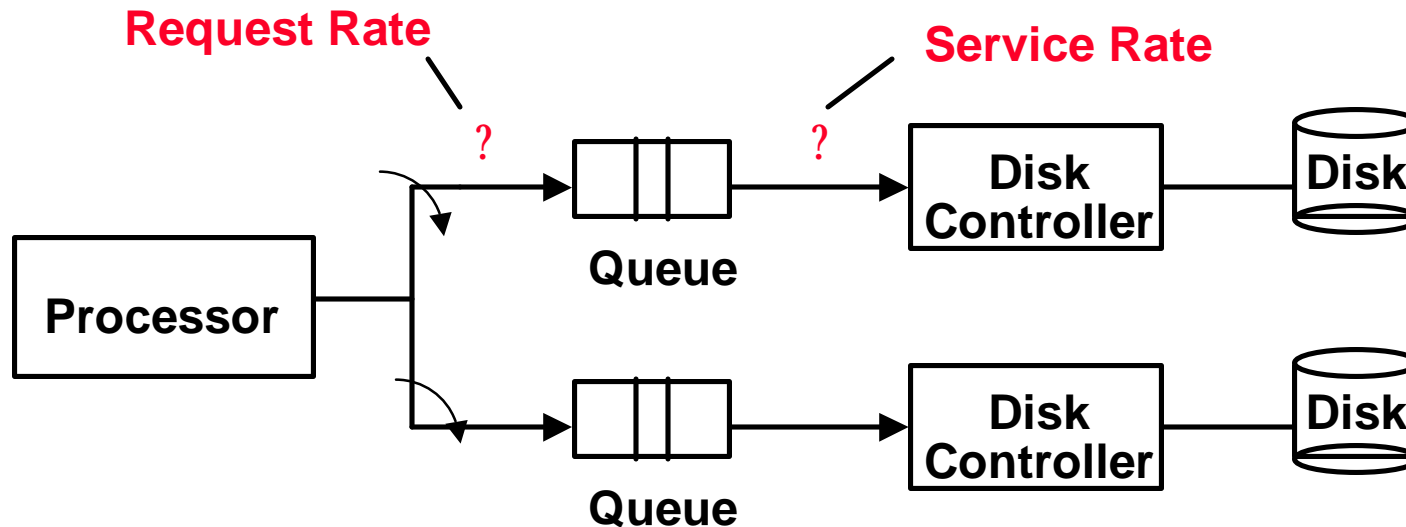 Request Rate
Service Rate
?
?
Disk
Controller
Disk
Queue
Processor
Disk
Controller
Disk
Queue